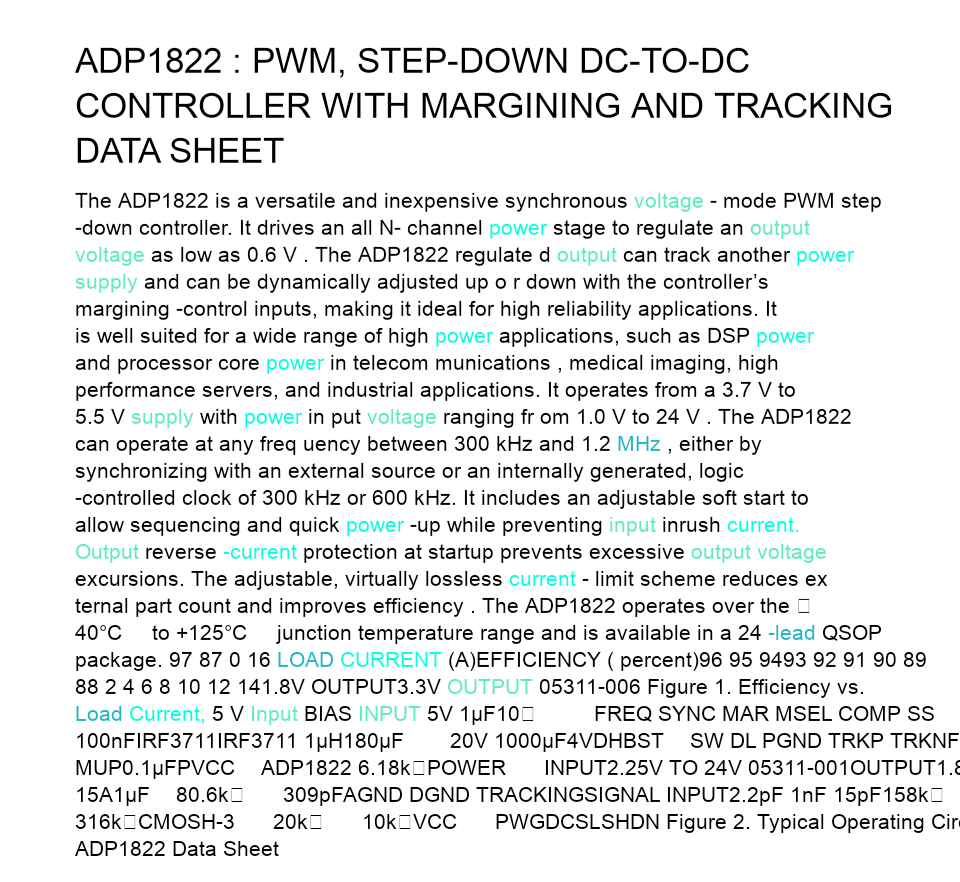 ADP1822 : PWM, STEP-DOWN DC-TO-DC
CONTROLLER WITH MARGINING AND TRACKING
DATA SHEET
The ADP1822 is a versatile and inexpensive synchronous voltage - mode PWM step
-down controller. It drives an all N- channel power stage to regulate an output
voltage as low as 0.6 V . The ADP1822 regulate d output can track another power
supply and can be dynamically adjusted up o r down with the controller’s
margining -control inputs, making it ideal for high reliability applications. It
is well suited for a wide range of high power applications, such as DSP power
and processor core power in telecom munications , medical imaging, high
performance servers, and industrial applications. It operates from a 3.7 V to
5.5 V supply with power in put voltage ranging fr om 1.0 V to 24 V . The ADP1822
can operate at any freq uency between 300 kHz and 1.2 MHz , either by
synchronizing with an external source or an internally generated, logic
-controlled clock of 300 kHz or 600 kHz. It includes an adjustable soft start to
allow sequencing and quick power -up while preventing input inrush current.
Output reverse -current protection at startup prevents excessive output voltage
excursions. The adjustable, virtually lossless current - limit scheme reduces ex
ternal part count and improves efficiency . The ADP1822 operates over the 
40°C to +125°C junction temperature range and is available in a 24 -lead QSOP
package. 97 87 0 16 LOAD CURRENT (A)EFFICIENCY ( percent)96 95 9493 92 91 90 89
88 2 4 6 8 10 12 141.8V OUTPUT3.3V OUTPUT 05311-006 Figure 1. Efficiency vs.
Load Current, 5 V Input BIAS INPUT 5V 1µF10 FREQ SYNC MAR MSEL COMP SS
100nFIRF3711IRF3711 1µH180µF 20V 1000µF4VDHBST SW DL PGND TRKP TRKNF
MUP0.1µFPVCC ADP1822 6.18kPOWER INPUT2.25V TO 24V 05311-001OUTPUT1.8
15A1µF 80.6k 309pFAGND DGND TRACKINGSIGNAL INPUT2.2pF 1nF 15pF158k
316kCMOSH-3 20k 10kVCC PWGDCSLSHDN Figure 2. Typical Operating Cir
ADP1822 Data Sheet